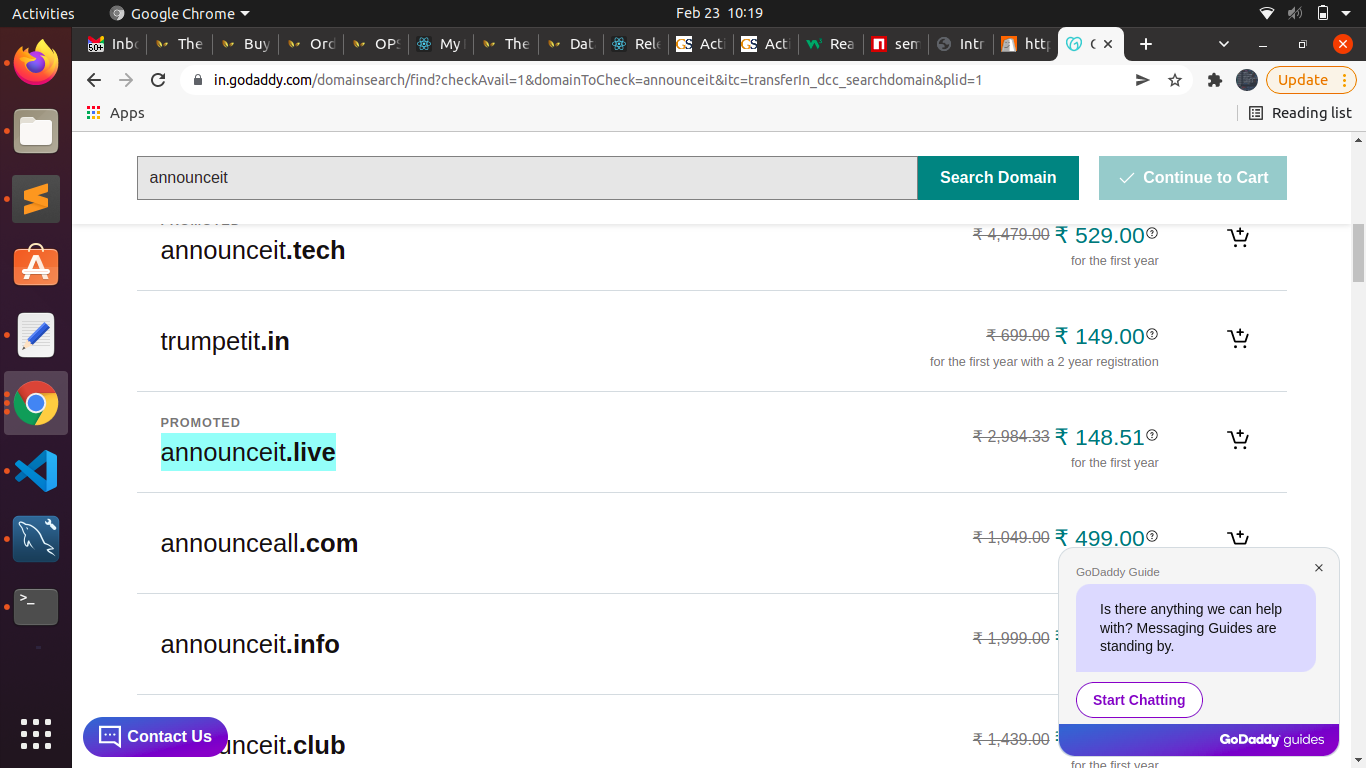 Activities
Google Chrome
Feb 23 10:19
50+
Inbo
The
Buy
Ord
OPS
My
The
Data
Rele
GS
Acti
GS
Acti
Rea
sem
Intr
http
in.godaddy.com/domainsearch/find?checkAvail=1&domainToCheck=announceit&itc=transferIn_dcc_searchdomain&plid=1
Update
Apps
Reading list
announceit
Search Domain
Continue to Cart
PROMOTED
announceit.tech
₹ 4,479.00 ₹ 529.00
for the first year
trumpetit.in
₹ 699.00 ₹ 149.00
for the first year with a 2 year registration
PROMOTED
announceit.live
₹ 2,984.33 ₹ 148.51
for the first year
announceall.com
₹ 1,049.00 ₹ 499.00
announceit.info
₹ 1,999.00
unceit.club
₹ 1,439.00
for the first year
GoDaddy Guide
Is there anything we can help
with? Messaging Guides are
standing by.
Start Chatting
GoDaddy guides
Contact Us